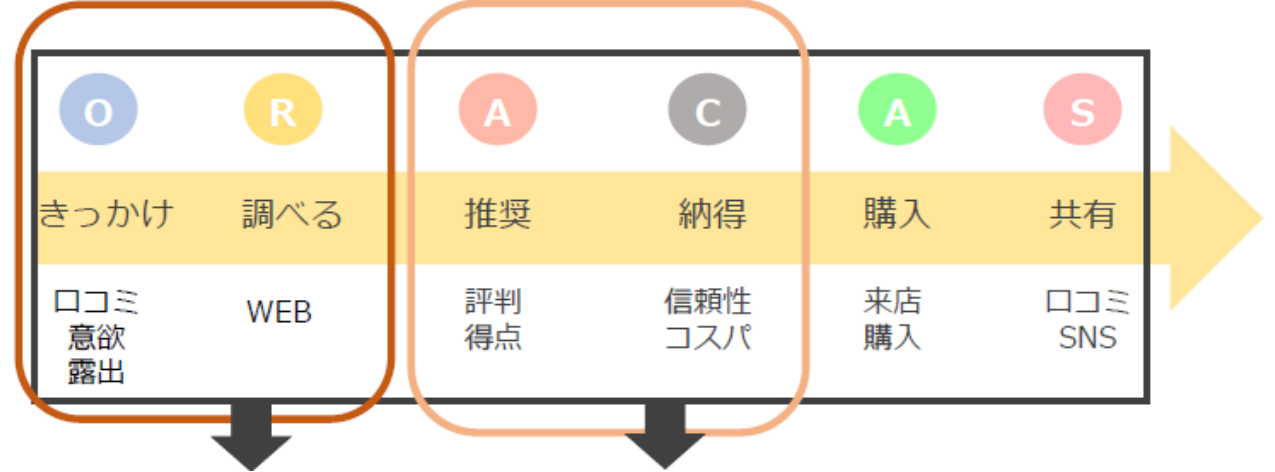 O R A C A S
きっかけ 調べる 推奨 納得 購入 共有
口コミ
意欲
露出
WEB
評判
得点
信頼性
コスパ
来店
購入
口コミ
SNS